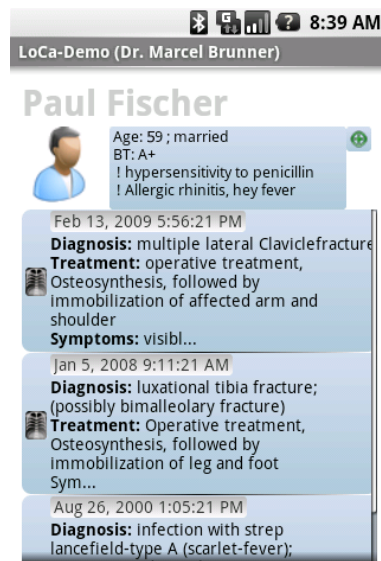 8:39 AM
LoCa-Demo (Dr. Marcel Brunner)
Paul Fischer
Age: 59 ; married
BT: A+
! hypersensitivity to penicillin
! Allergic rhinitis, hey fever
Feb 13, 2009 5:56:21 PM
Diagnosis: multiple lateral Claviclefracture
Treatment: operative treatment,
Osteosynthesis, followed by
immobilization of affected arm and
shoulder
Symptoms: visibl...
Jan 5, 2008 9:11:21 AM
Diagnosis: luxational tibia fracture;
(possibly bimalleolary fracture)
Treatment: Operative treatment,
Osteosynthesis, followed by
immobilization of leg and foot
Sym...
Aug 26, 2000 1:05:21 PM
Diagnosis: infection with strep
lancefield-type A (scarlet-fever);